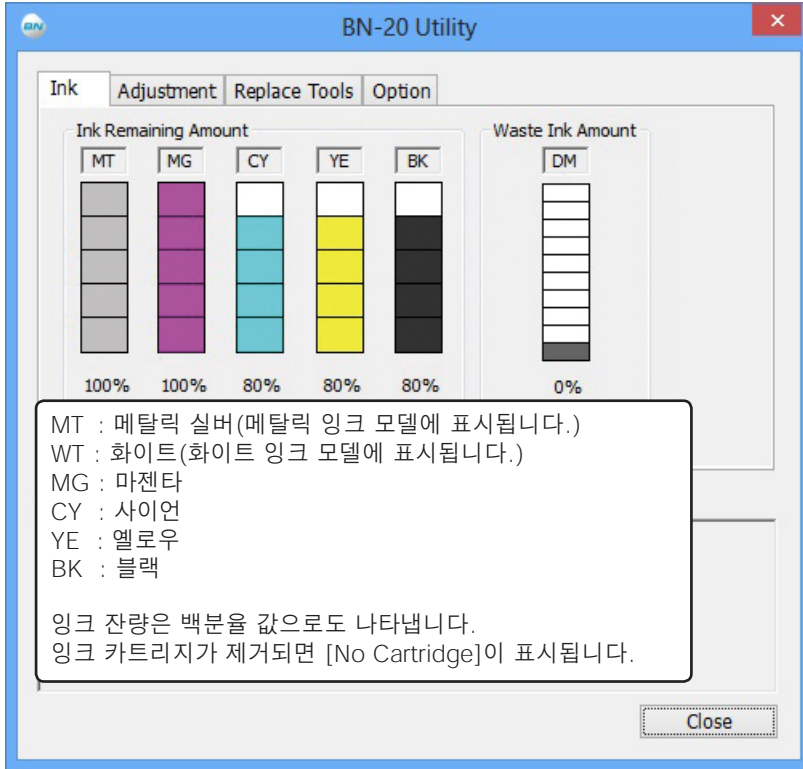 BN
BN-20 Utility
Ink Adjustment Replace Tools Option
Ink Remaining Amount Waste Ink Amount
MT MG CY YE BK DM
100% 100% 80% 80% 80% 0%
MT : 메탈릭 실버(메탈릭 잉크 모델에 표시됩니다.)
WT : 화이트(화이트 잉크 모델에 표시됩니다.)
MG : 마젠타
CY : 사이언
YE : 옐로우
BK : 블랙
잉크 잔량은 백분율 값으로도 나타냅니다.
잉크 카트리지가 제거되면 [No Cartridge]이 표시됩니다.
Close